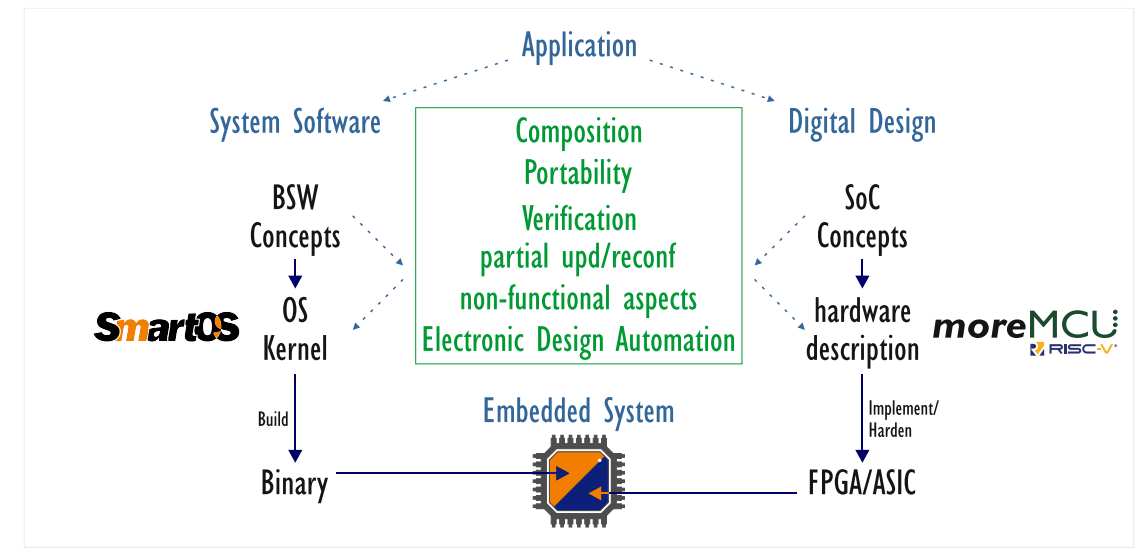 Application
System Software
Digital Design
Composition
Portability
Verification
partial upd/reconf
non-functional aspects
Electronic Design Automation
BSW
Concepts
SoC
Concepts
SmartOS
OS
Kernel
hardware
description
moreMCU
RISC-V
Build
Implement/
Harden
Embedded System
Binary
FPGA/ASIC